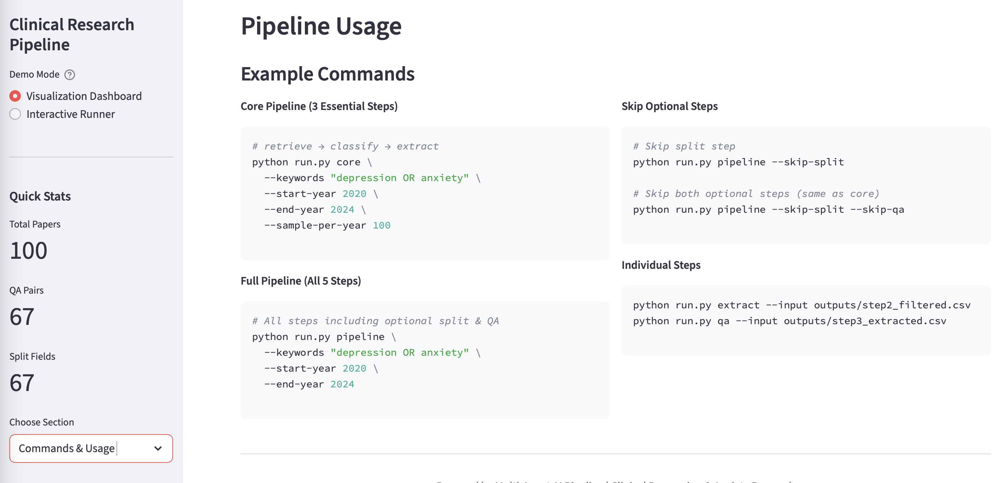 Clinical Research
Pipeline
Demo Mode ?
Visualization Dashboard
Interactive Runner
Quick Stats
Total Papers
100
QA Pairs
67
Split Fields
67
Choose Section
Commands & Usage
Pipeline Usage
Example Commands
Core Pipeline (3 Essential Steps)
# retrieve → classify → extract
python run.py core \
  --keywords "depression OR anxiety" \
  --start-year 2020 \
  --end-year 2024 \
  --sample-per-year 100
Full Pipeline (All 5 Steps)
# All steps including optional split & QA
python run.py pipeline \
  --keywords "depression OR anxiety" \
  --start-year 2020 \
  --end-year 2024
Skip Optional Steps
# Skip split step
python run.py pipeline --skip-split
# Skip both optional steps (same as core)
python run.py pipeline --skip-split --skip-qa
Individual Steps
python run.py extract --input outputs/step2_filtered.csv
python run.py qa --input outputs/step3_extracted.csv